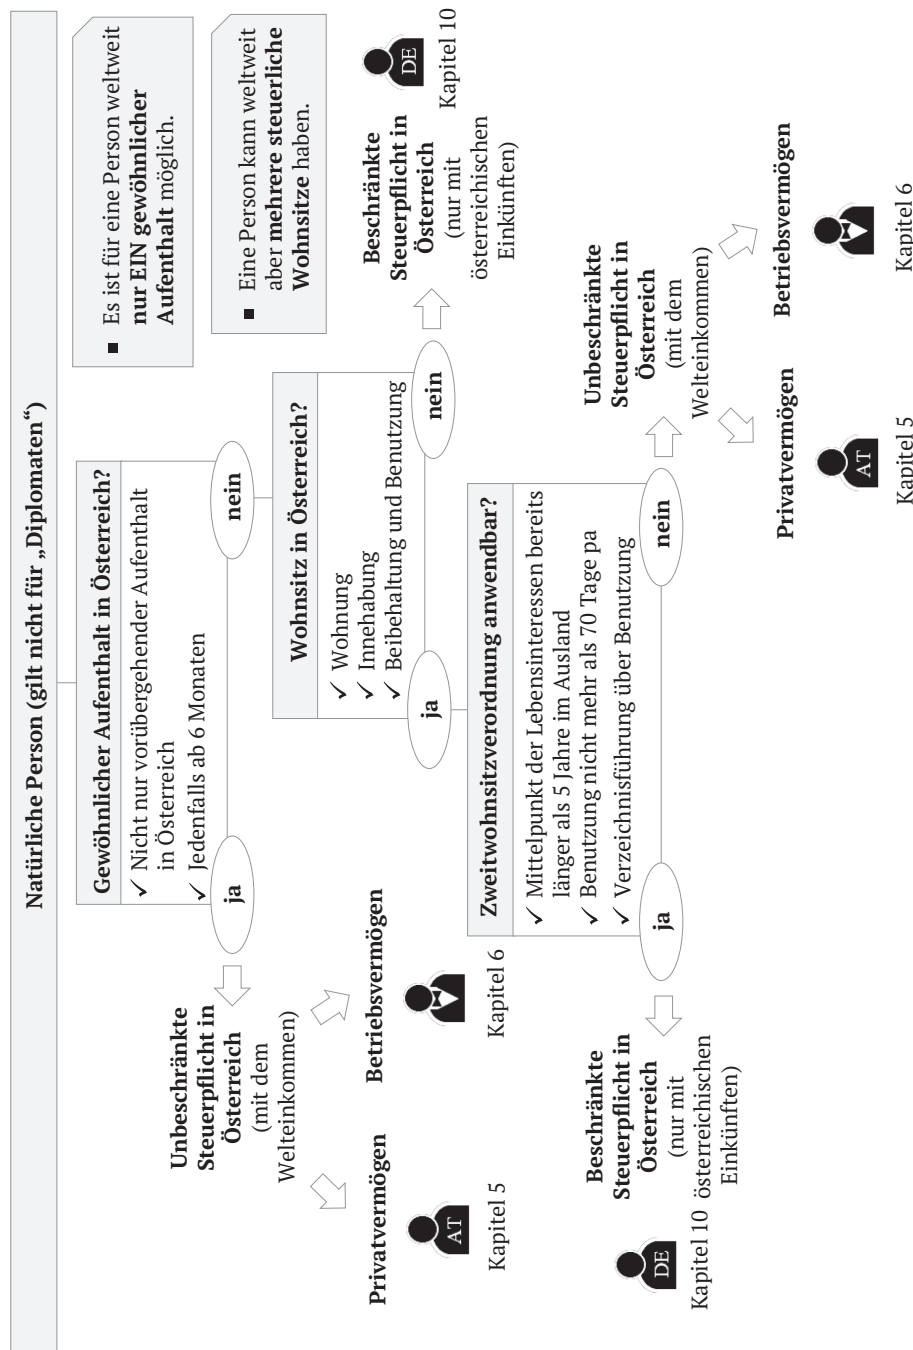 Natürliche Person (gilt nicht für „Diplomaten“)
Gewöhnlicher Aufenthalt in Österreich?
✓ Nicht nur vorübergehender Aufenthalt
in Österreich
✓ Jedenfalls ab 6 Monaten
ja
nein
■ Es ist für eine Person weltweit
nur EIN gewöhnlicher
Aufenthalt möglich.
■ Eine Person kann weltweit
aber mehrere steuerliche
Wohnsitze haben.
Unbeschränkte
Steuerpflicht in
Österreich
(mit dem
Welteinkommen)
Privatvermögen
AT
Kapitel 5
Betriebsvermögen
Kapitel 6
Wohnsitz in Österreich?
✓ Wohnung
✓ Innehabung
✓ Beibehaltung und Benutzung
ja
nein
Beschränkte
Steuerpflicht in
Österreich
(nur mit
österreichischen
Einkünften)
DE
Kapitel 10
Zweitwohnsitzverordnung anwendbar?
✓ Mittelpunkt der Lebensinteressen bereits
länger als 5 Jahre im Ausland
✓ Benutzung nicht mehr als 70 Tage pa
✓ Verzeichnisführung über Benutzung
ja
nein
Beschränkte
Steuerpflicht in
Österreich
(nur mit
österreichischen
Einkünften)
DE
Kapitel 10
Unbeschränkte
Steuerpflicht in
Österreich
(mit dem
Welteinkommen)
Privatvermögen
AT
Kapitel 5
Betriebsvermögen
Kapitel 6